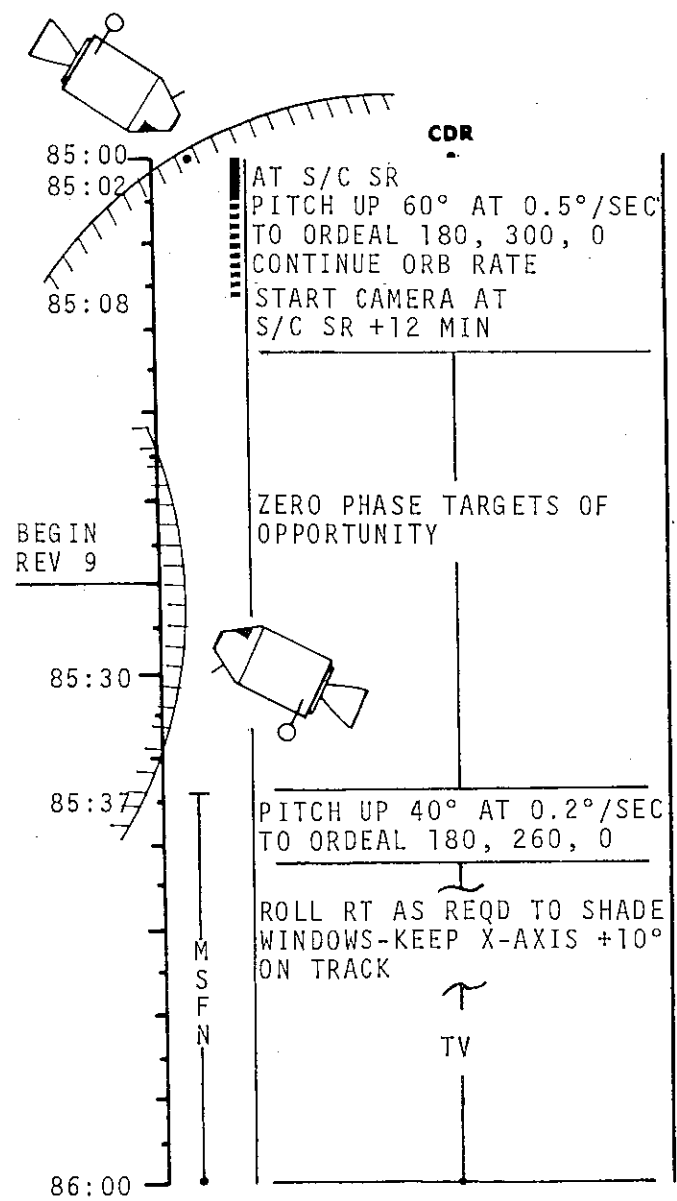 CDR
85:00
85:02
AT S/C SR
PITCH UP 60° AT 0.5°/SEC
TO ORDEAL 180, 300, 0
CONTINUE ORB RATE
85:08
START CAMERA AT
S/C SR +12 MIN
ZERO PHASE TARGETS OF
OPPORTUNITY
BEGIN
REV 9
85:30
85:37
PITCH UP 40° AT 0.2°/SEC
TO ORDEAL 180, 260, 0
ROLL RT AS REQD TO SHADE
WINDOWS-KEEP X-AXIS +10°
ON TRACK
MSFN
TV
86:00